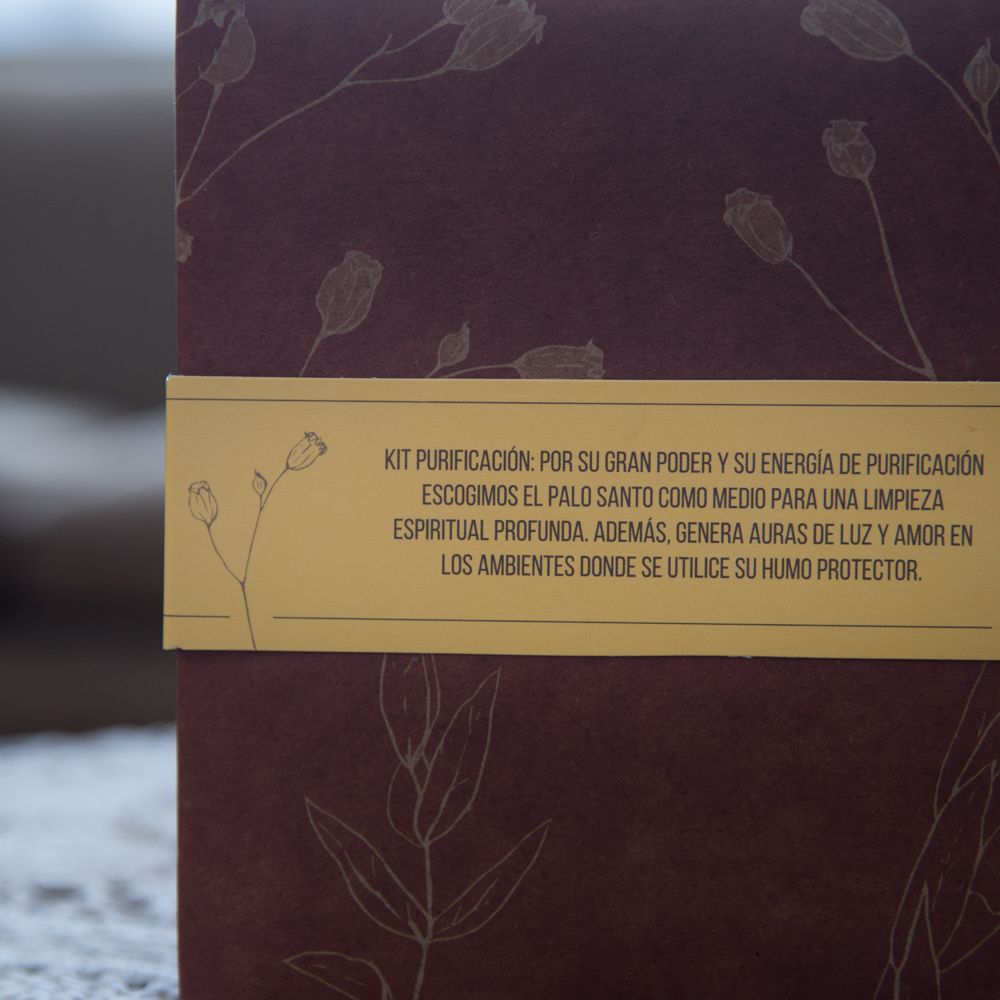 KIT PURIFICACIÓN: POR SU GRAN PODER Y SU ENERGÍA DE PURIFICACIÓN
ESCOGIMOS EL PALO SANTO COMO MEDIO PARA UNA LIMPIEZA
ESPIRITUAL PROFUNDA. ADEMÁS, GENERA AURAS DE LUZ Y AMOR EN
LOS AMBIENTES DONDE SE UTILICE SU HUMO PROTECTOR.